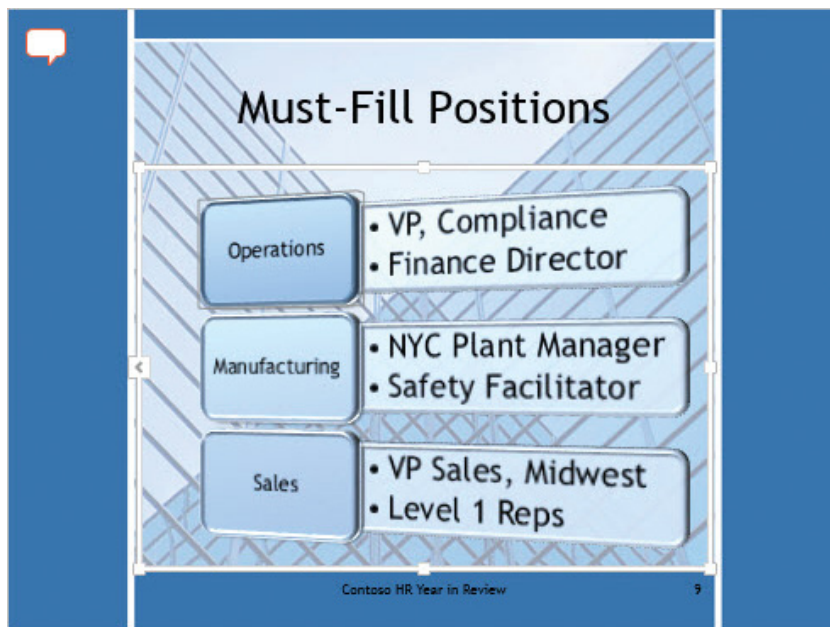 Must-Fill Positions
Operations
• VP, Compliance
• Finance Director
Manufacturing
• NYC Plant Manager
• Safety Facilitator
Sales
• VP Sales, Midwest
• Level 1 Reps
Contoso HR Year in Review
9